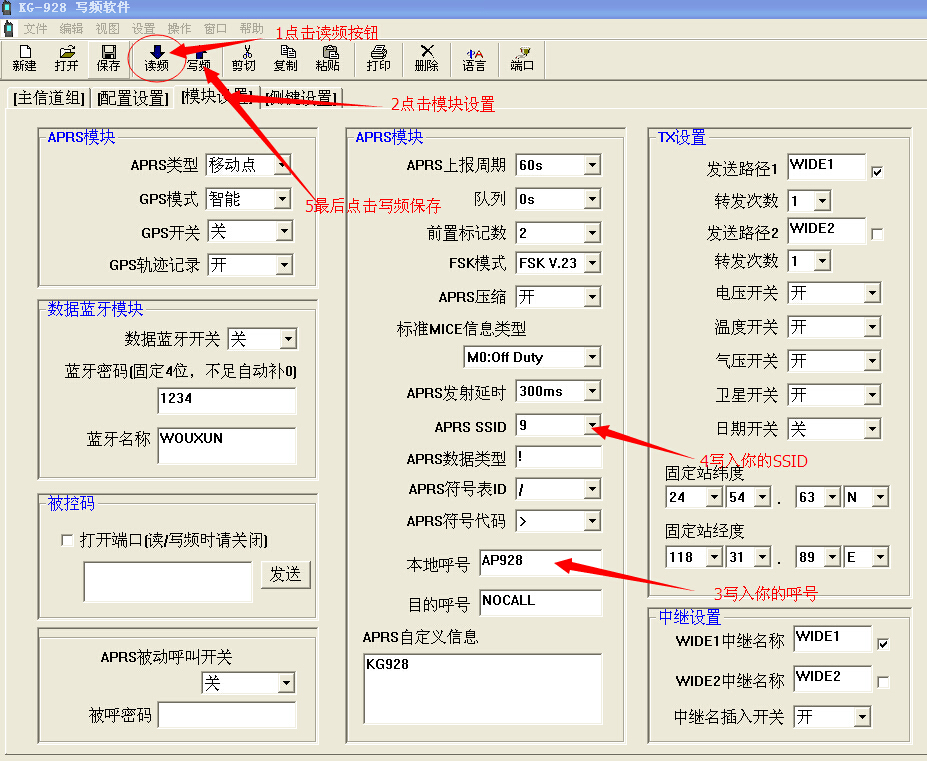 KG-928 写频软件
文件 编辑 视图 设置 操作 窗口 帮助
1点击读频按钮
新建 打开 保存 读频 写频 剪切 复制 粘贴 打印 删除 语言 端口
[主信道组] [配置设置] [模块设置] [侧键设置]
2点击模块设置
5最后点击写频保存
APRS模块
APRS类型 移动点
GPS模式 智能
GPS开关 关
GPS轨迹记录 开
数据蓝牙模块
数据蓝牙开关 关
蓝牙密码(固定4位，不足自动补0)
1234
蓝牙名称 WOUXUN
被控码
打开端口(读/写频时请关闭)
发送
APRS被动呼叫开关
关
被呼密码
APRS模块
APRS上报周期 60s
队列 0s
前置标记数 2
FSK模式 FSK V.23
APRS压缩 开
标准MICE信息类型
M0:Off Duty
APRS发射延时 300ms
APRS SSID 9
APRS数据类型 !
APRS符号表ID /
APRS符号代码 >
本地呼号 AP928
目的呼号 NOCALL
APRS自定义信息
KG928
TX设置
发送路径1 WIDE1
转发次数 1
发送路径2 WIDE2
转发次数 1
电压开关 开
温度开关 开
气压开关 开
卫星开关 开
日期开关 关
4写入你的SSID
固定站纬度
24 54 . 63 N
固定站经度
118 31 . 89 E
3写入你的呼号
中继设置
WIDE1中继名称 WIDE1
WIDE2中继名称 WIDE2
中继名插入开关 开